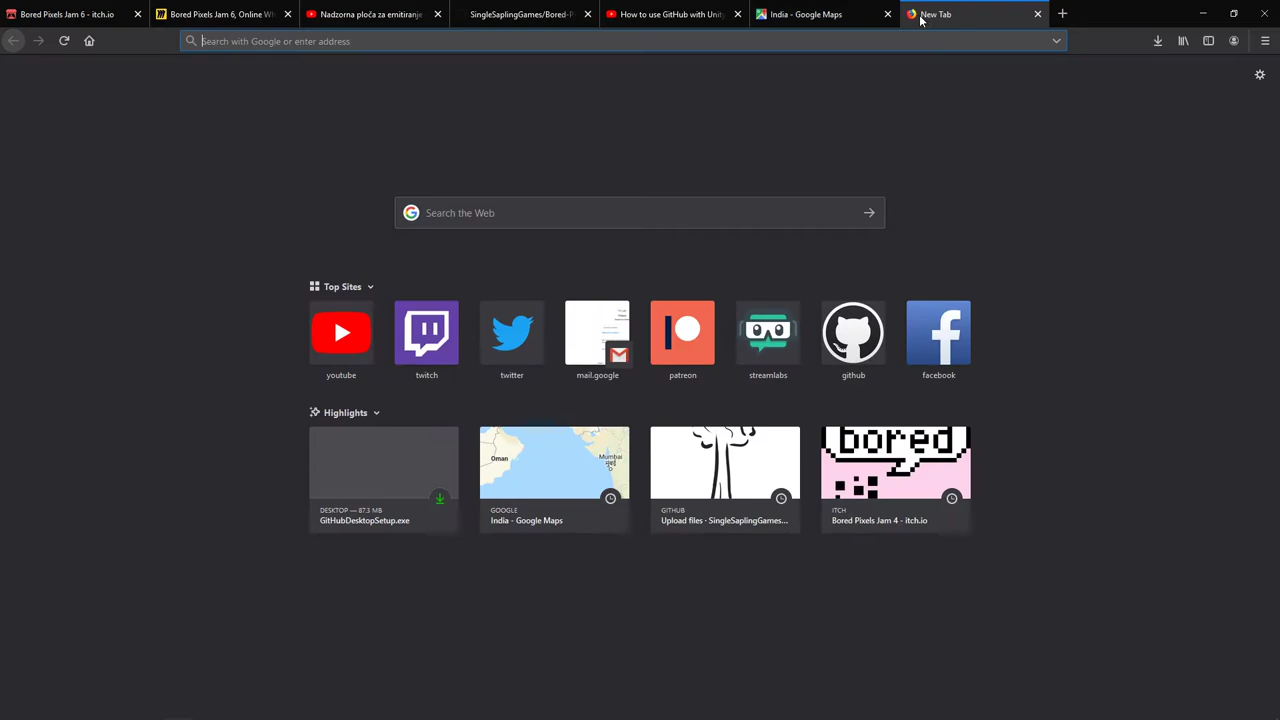 Bored Pixels Jam 6 - itch.io
Bored Pixels Jam 6, Online Wh
Nadzorna ploča za emitiranje
SingleSaplingGames/Bored-P
How to use GitHub with Unity
India - Google Maps
New Tab
Search with Google or enter address
Search the Web
Top Sites
youtube
twitch
twitter
mail.google
patreon
streamlabs
github
facebook
Highlights
Oman
Mumbai
bored
DESKTOP — 87.3 MB
GitHubDesktopSetup.exe
GOOGLE
India - Google Maps
GITHUB
Upload files · SingleSaplingGames...
ITCH
Bored Pixels Jam 4 - itch.io